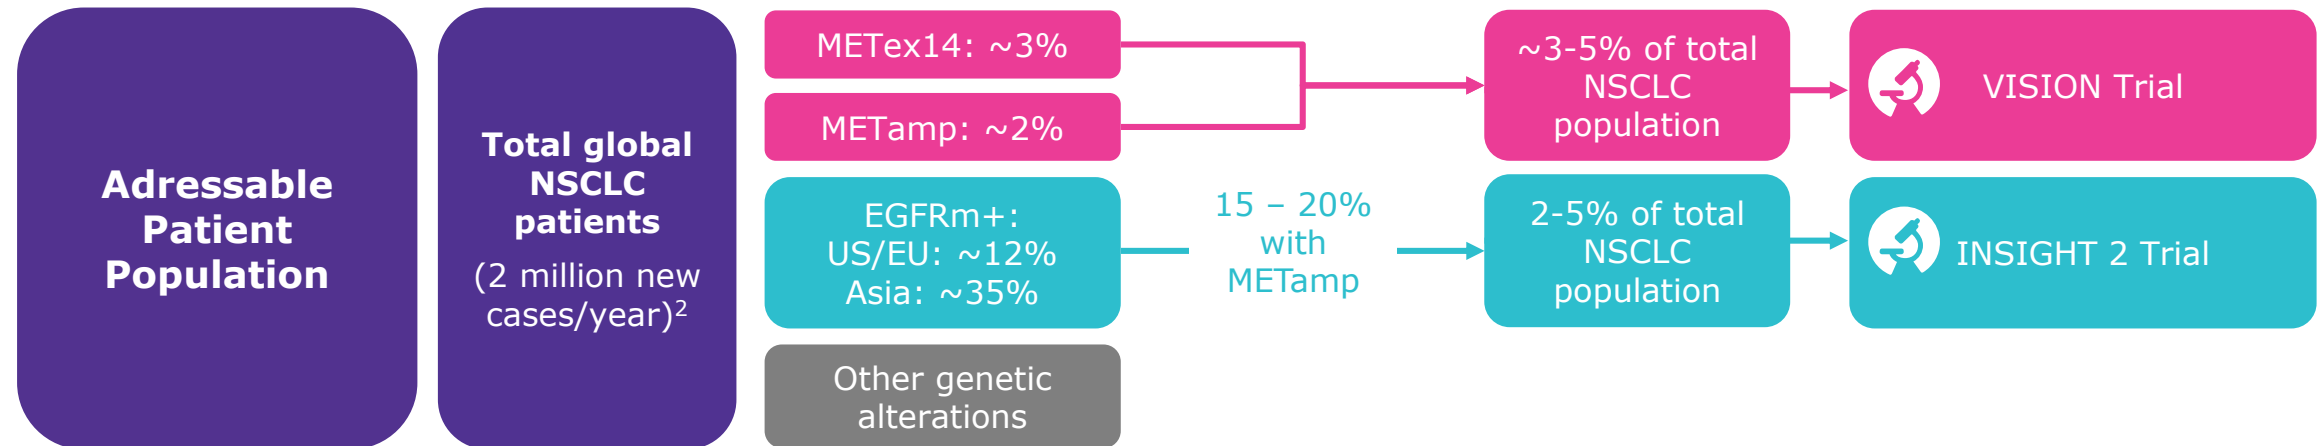 Adressable
Patient
Population
Total global
NSCLC
patients
(2 million new
cases/year)2
METex14: ~3%
METamp: ~2%
EGFRm+:
US/EU: ~12%
Asia: ~35%
Other genetic
alterations
15 – 20%
with
METamp
~3-5% of total
NSCLC
population
2-5% of total
NSCLC
population
VISION Trial
INSIGHT 2 Trial